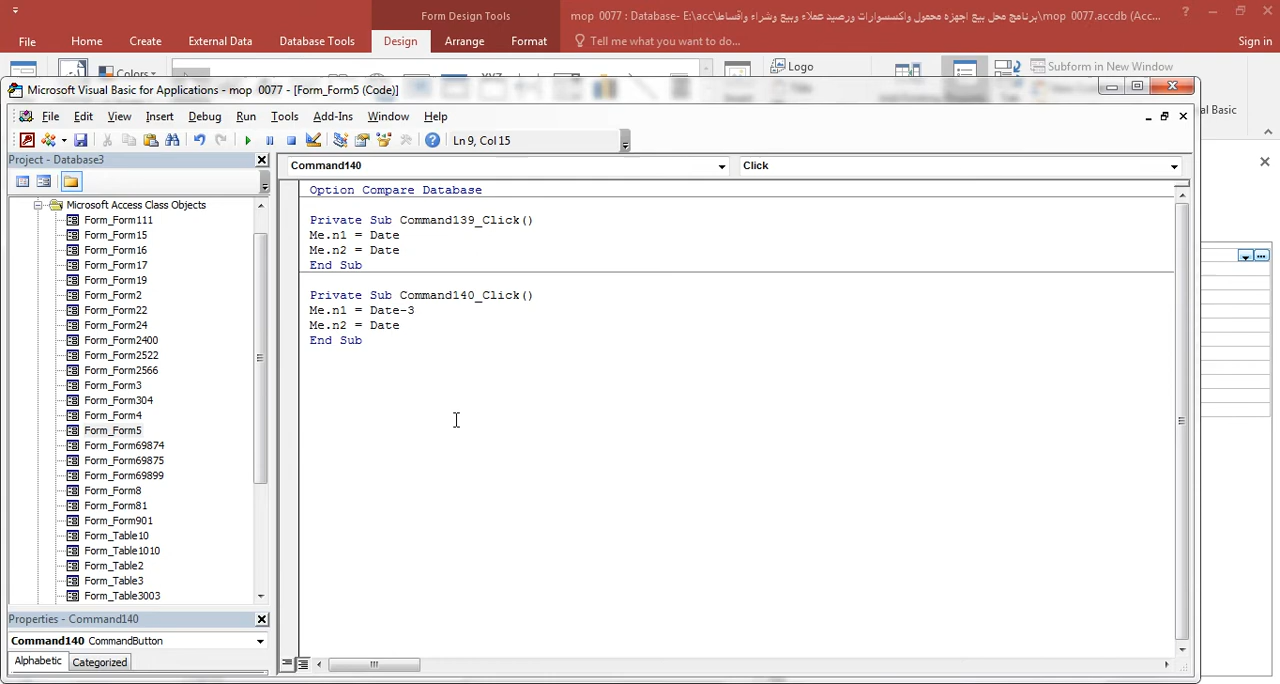 Form Design Tools
mop 0077 : Database- E:\acc\برنامج محل بيع اجهزه محمول واكسسوارات ورصيد عملاء وبيع وشراء واقساط\mop_0077.accdb (Acc...
File Home Create External Data Database Tools Design Arrange Format Tell me what you want to do... Sign in
Colors Logo Subform in New Window
Microsoft Visual Basic for Applications - mop 0077 - [Form_Form5 (Code)]
File Edit View Insert Debug Run Tools Add-Ins Window Help
Ln 9, Col 15
Project - Database3
Command140 Click
Microsoft Access Class Objects
Form_Form111
Form_Form15
Form_Form16
Form_Form17
Form_Form19
Form_Form2
Form_Form22
Form_Form24
Form_Form2400
Form_Form2522
Form_Form2566
Form_Form3
Form_Form304
Form_Form4
Form_Form5
Form_Form69874
Form_Form69875
Form_Form69899
Form_Form8
Form_Form81
Form_Form901
Form_Table10
Form_Table1010
Form_Table2
Form_Table3
Form_Table3003
Option Compare Database
Private Sub Command139_Click()
Me.n1 = Date
Me.n2 = Date
End Sub
Private Sub Command140_Click()
Me.n1 = Date-3
Me.n2 = Date
End Sub
Properties - Command140
Command140 CommandButton
Alphabetic Categorized